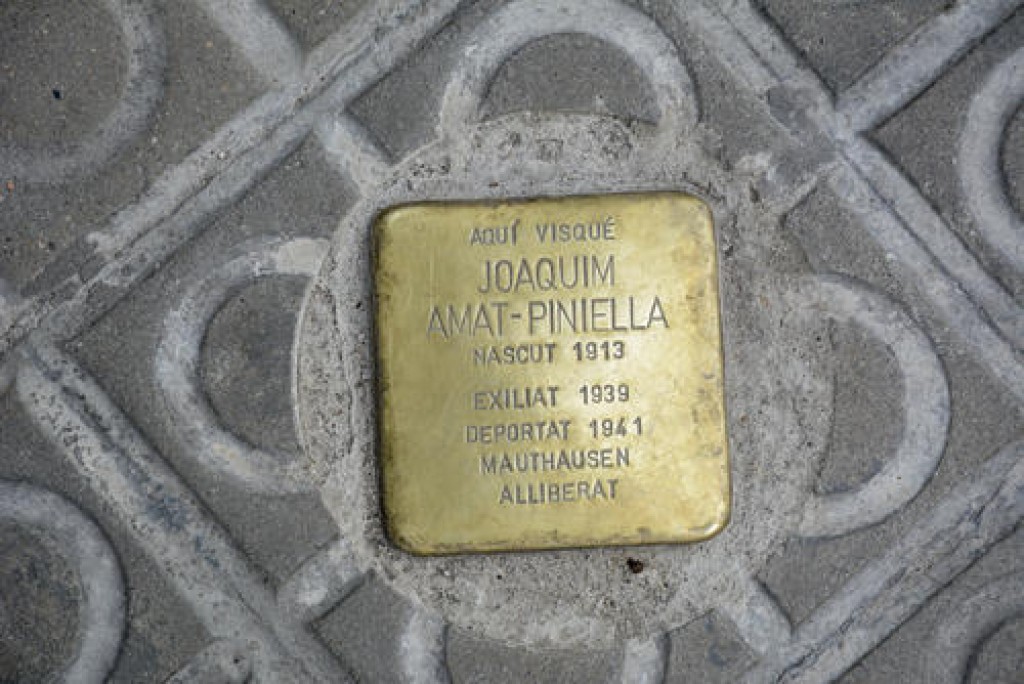 AQUÍ VISQUÉ
JOAQUIM
AMAT-PINIELLA
NASCUT 1913
EXILIAT 1939
DEPORTAT 1941
MAUTHAUSEN
ALLIBERAT